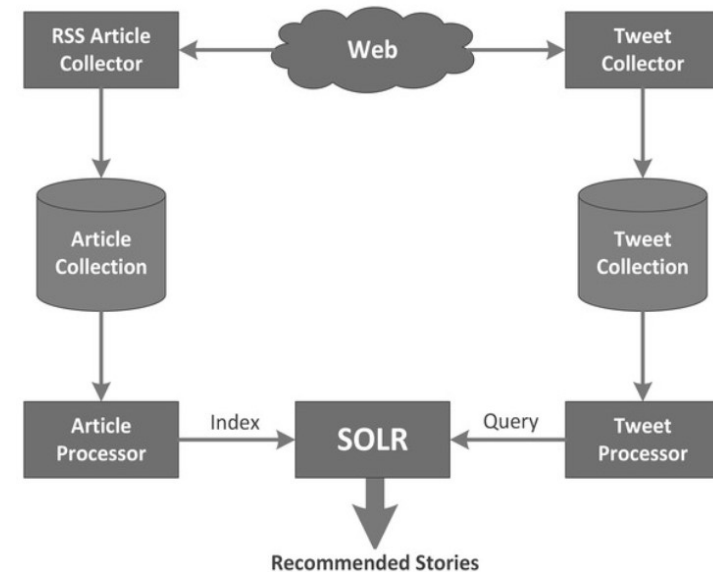 RSS Article
Collector
Web
Tweet
Collector
Article
Collection
Tweet
Collection
Article
Processor
Index
SOLR
Query
Tweet
Processor
Recommended Stories